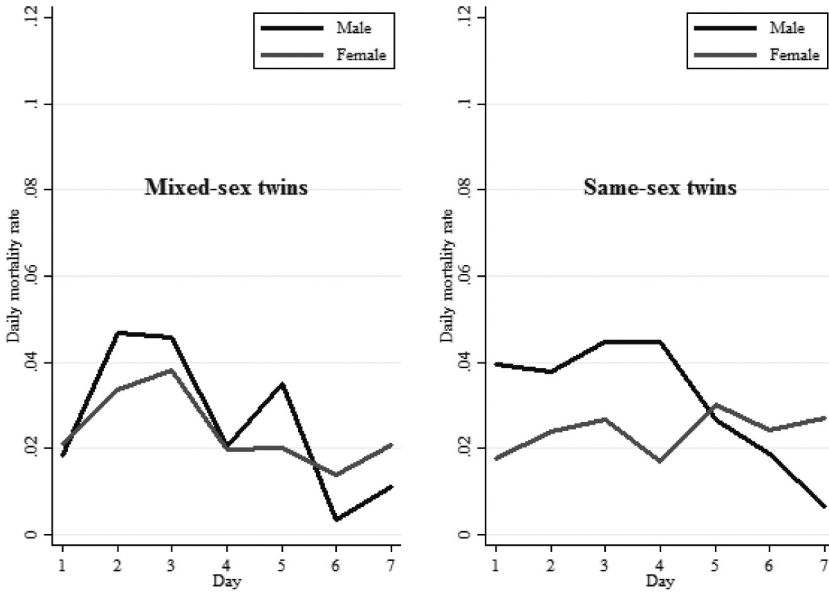 Male
Female
Mixed-sex twins
Daily mortality rate
.12
.1
.08
.06
.04
.02
0
1 2 3 4 5 6 7
Day
Male
Female
Same-sex twins
Daily mortality rate
.12
.1
.08
.06
.04
.02
0
1 2 3 4 5 6 7
Day